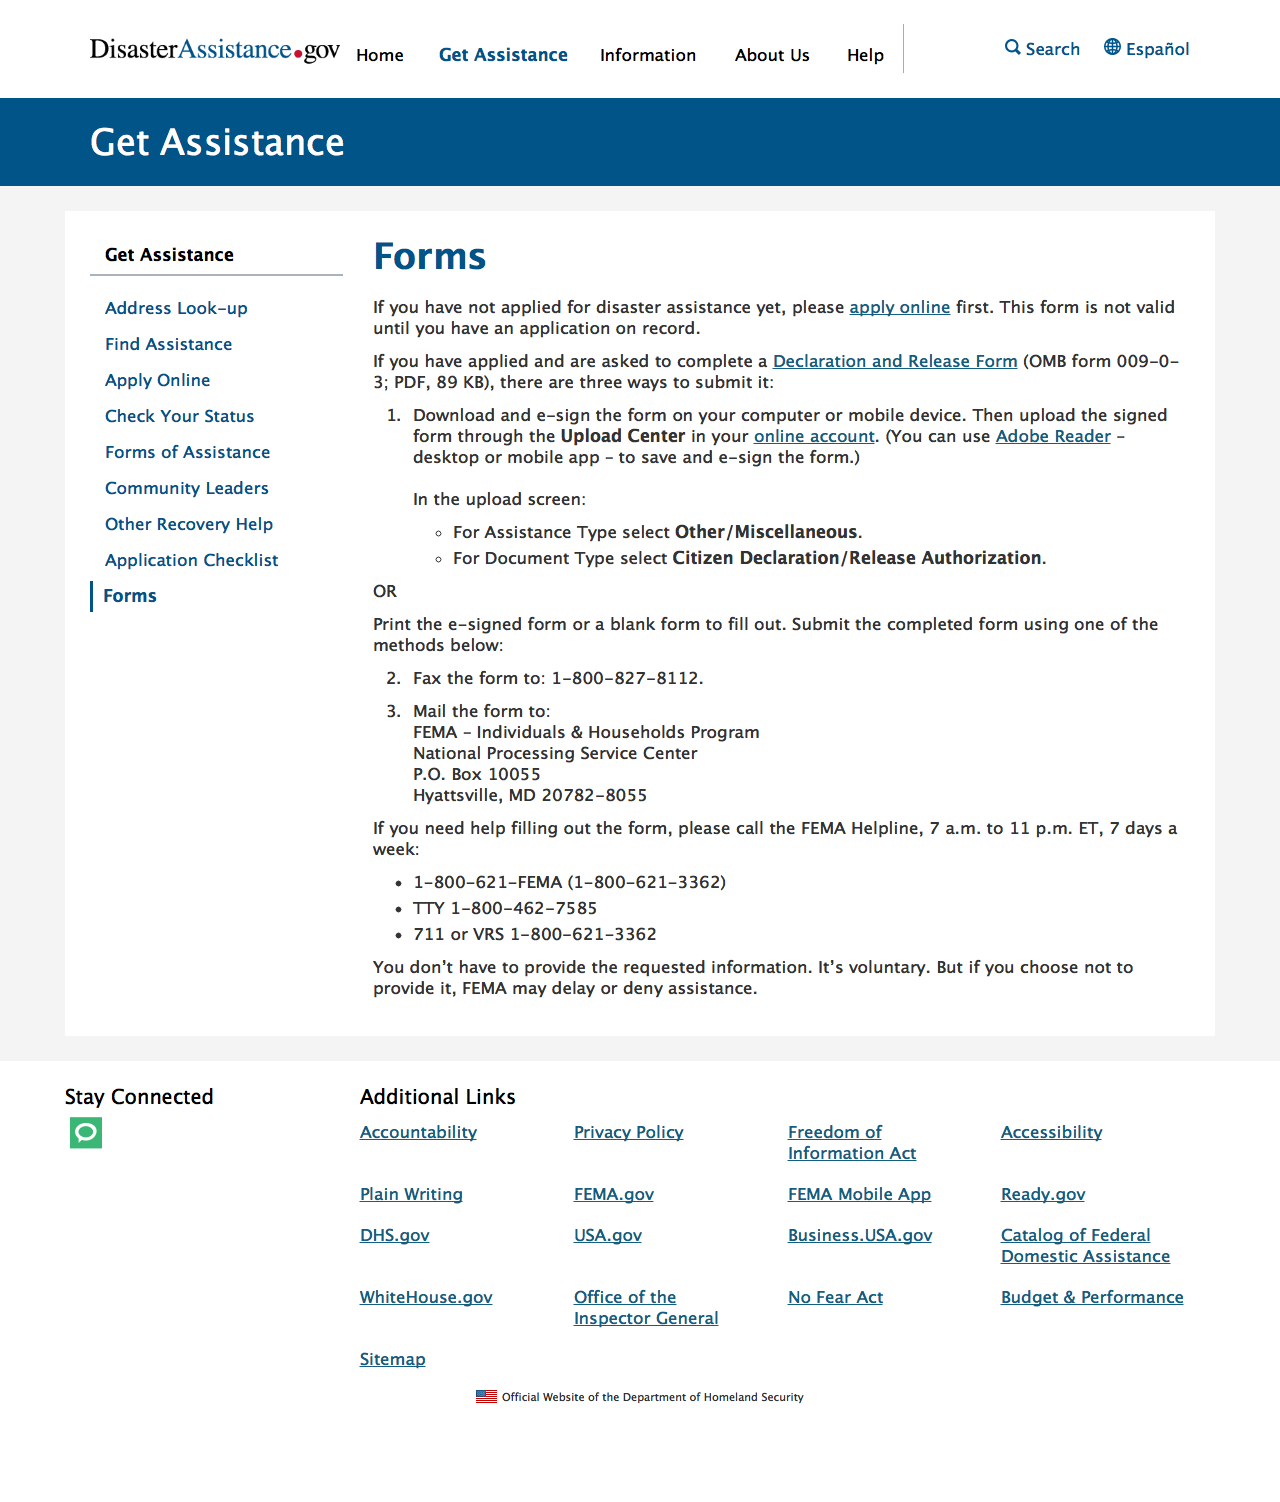 DisasterAssistance.gov
Home
Get Assistance
Information
About Us
Help
Search
Español
Get Assistance
Get Assistance
Address Look-up
Find Assistance
Apply Online
Check Your Status
Forms of Assistance
Community Leaders
Other Recovery Help
Application Checklist
Forms
Forms
If you have not applied for disaster assistance yet, please apply online first. This form is not valid
until you have an application on record.
If you have applied and are asked to complete a Declaration and Release Form (OMB form 009-0-
3; PDF, 89 KB), there are three ways to submit it:
1. Download and e-sign the form on your computer or mobile device. Then upload the signed
form through the Upload Center in your online account. (You can use Adobe Reader –
desktop or mobile app – to save and e-sign the form.)
In the upload screen:
◦ For Assistance Type select Other/Miscellaneous.
◦ For Document Type select Citizen Declaration/Release Authorization.
OR
Print the e-signed form or a blank form to fill out. Submit the completed form using one of the
methods below:
2. Fax the form to: 1-800-827-8112.
3. Mail the form to:
FEMA – Individuals & Households Program
National Processing Service Center
P.O. Box 10055
Hyattsville, MD 20782-8055
If you need help filling out the form, please call the FEMA Helpline, 7 a.m. to 11 p.m. ET, 7 days a
week:
• 1-800-621-FEMA (1-800-621-3362)
• TTY 1-800-462-7585
• 711 or VRS 1-800-621-3362
You don’t have to provide the requested information. It’s voluntary. But if you choose not to
provide it, FEMA may delay or deny assistance.
Stay Connected
Additional Links
Accountability
Privacy Policy
Freedom of
Information Act
Accessibility
Plain Writing
FEMA.gov
FEMA Mobile App
Ready.gov
DHS.gov
USA.gov
Business.USA.gov
Catalog of Federal
Domestic Assistance
WhiteHouse.gov
Office of the
Inspector General
No Fear Act
Budget & Performance
Sitemap
Official Website of the Department of Homeland Security